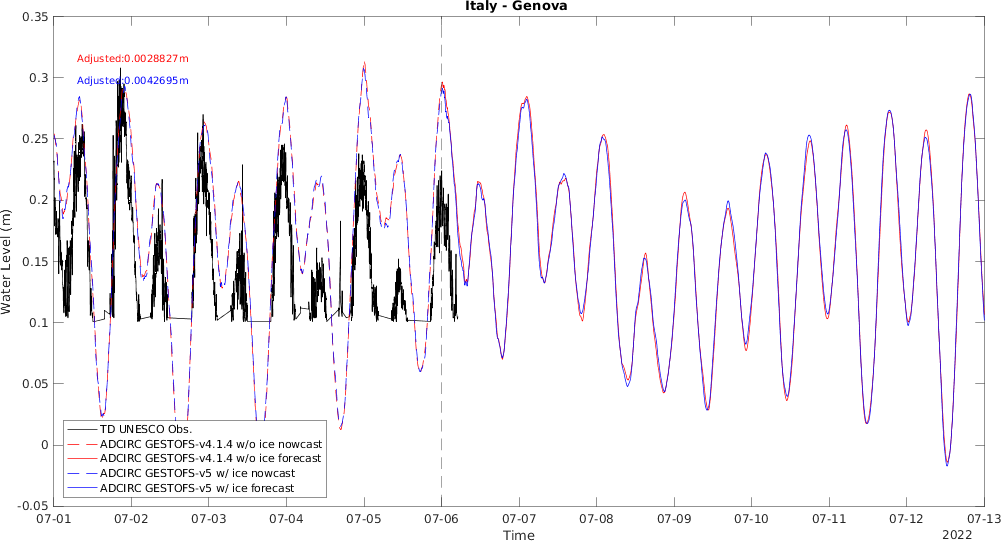 Italy - Genova
0.35
Adjusted:0.0028827m
0.3
Adjusted:0.0042695m
0.25
0.2
0.15
0.1
0.05
0
-0.05
Water Level (m)
TD UNESCO Obs.
ADCIRC GESTOFS-v4.1.4 w/o ice nowcast
ADCIRC GESTOFS-v4.1.4 w/o ice forecast
ADCIRC GESTOFS-v5 w/ ice nowcast
ADCIRC GESTOFS-v5 w/ ice forecast
07-01 07-02 07-03 07-04 07-05 07-06 07-07 07-08 07-09 07-10 07-11 07-12 07-13
Time
2022